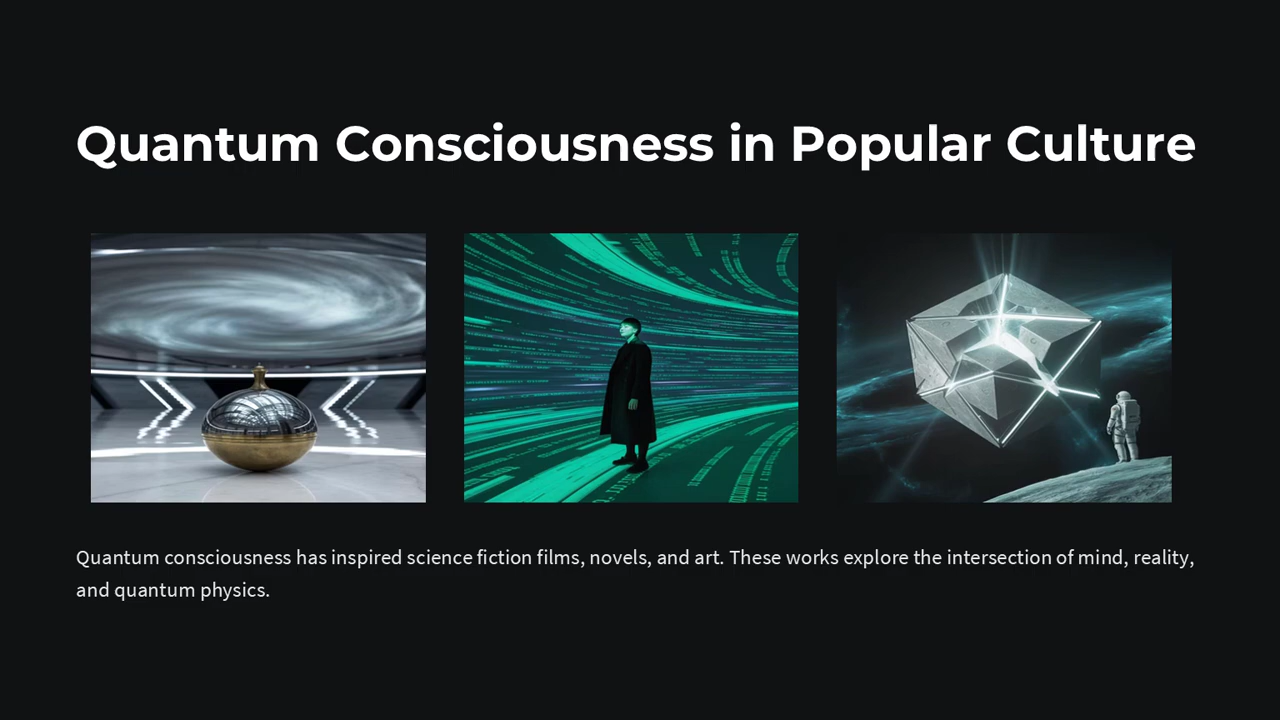 Quantum Consciousness in Popular Culture
Quantum consciousness has inspired science fiction films, novels, and art. These works explore the intersection of mind, reality,
and quantum physics.